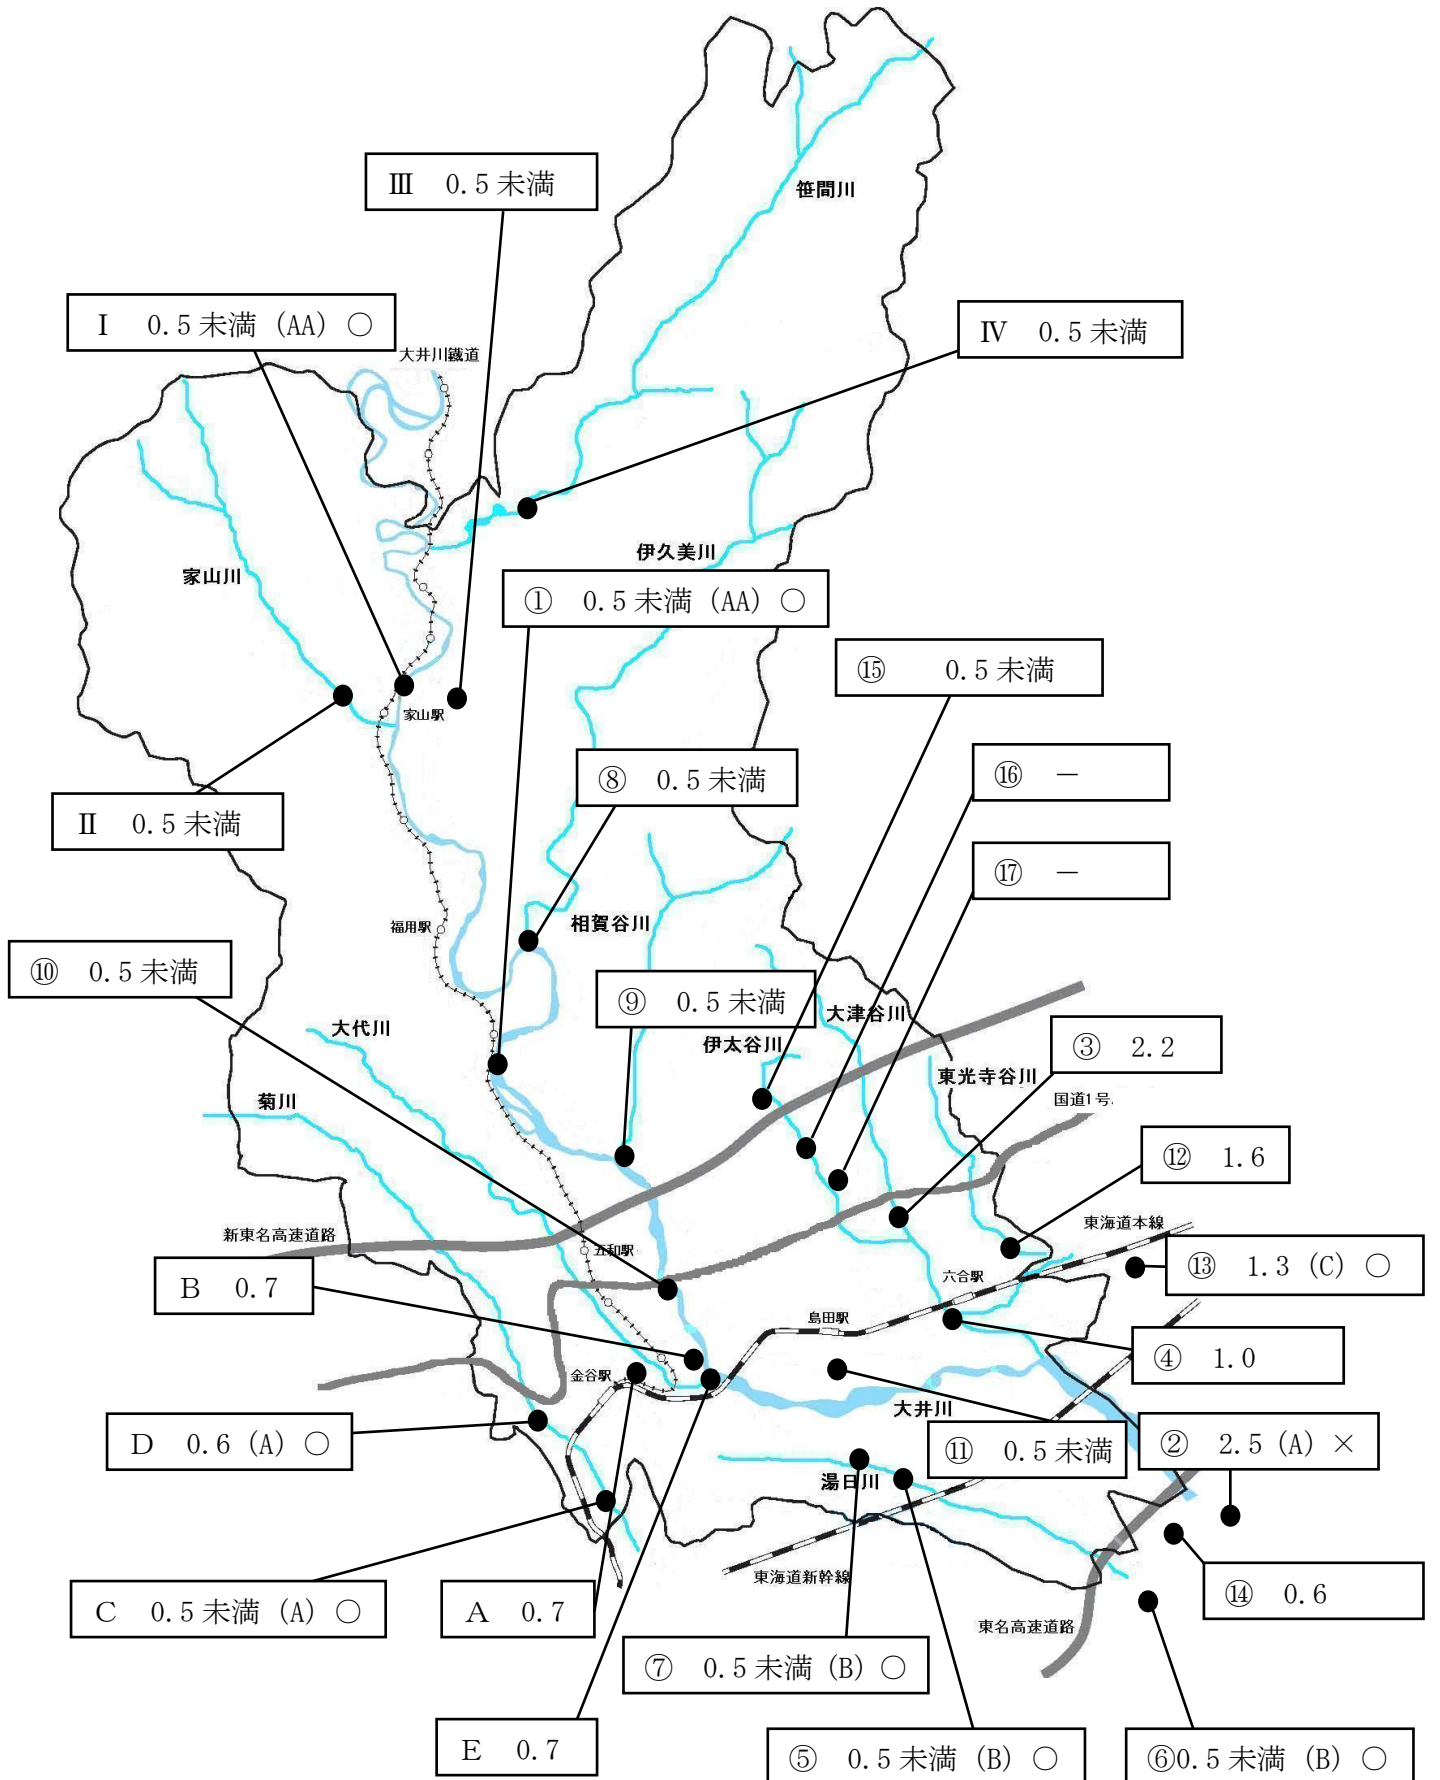 笹間川
Ⅲ 0.5 未満
Ⅰ 0.5 未満 (AA) ○
Ⅳ 0.5 未満
大井川鐵道
伊久美川
家山川
① 0.5 未満 (AA) ○
⑮ 0.5 未満
家山駅
⑧ 0.5 未満
⑯ －
Ⅱ 0.5 未満
⑰ －
相賀谷川
福用駅
⑩ 0.5 未満
⑨ 0.5 未満
大津谷川
大代川
伊太谷川
③ 2.2
東光寺谷川
菊川
国道1号
⑫ 1.6
東海道本線
新東名高速道路
五和駅
⑬ 1.3 (C) ○
六合駅
B 0.7
島田駅
④ 1.0
金谷駅
大井川
D 0.6 (A) ○
⑪ 0.5 未満
② 2.5 (A) ×
湯日川
東海道新幹線
⑭ 0.6
C 0.5 未満 (A) ○
A 0.7
東名高速道路
⑦ 0.5 未満 (B) ○
E 0.7
⑤ 0.5 未満 (B) ○
⑥0.5 未満 (B) ○